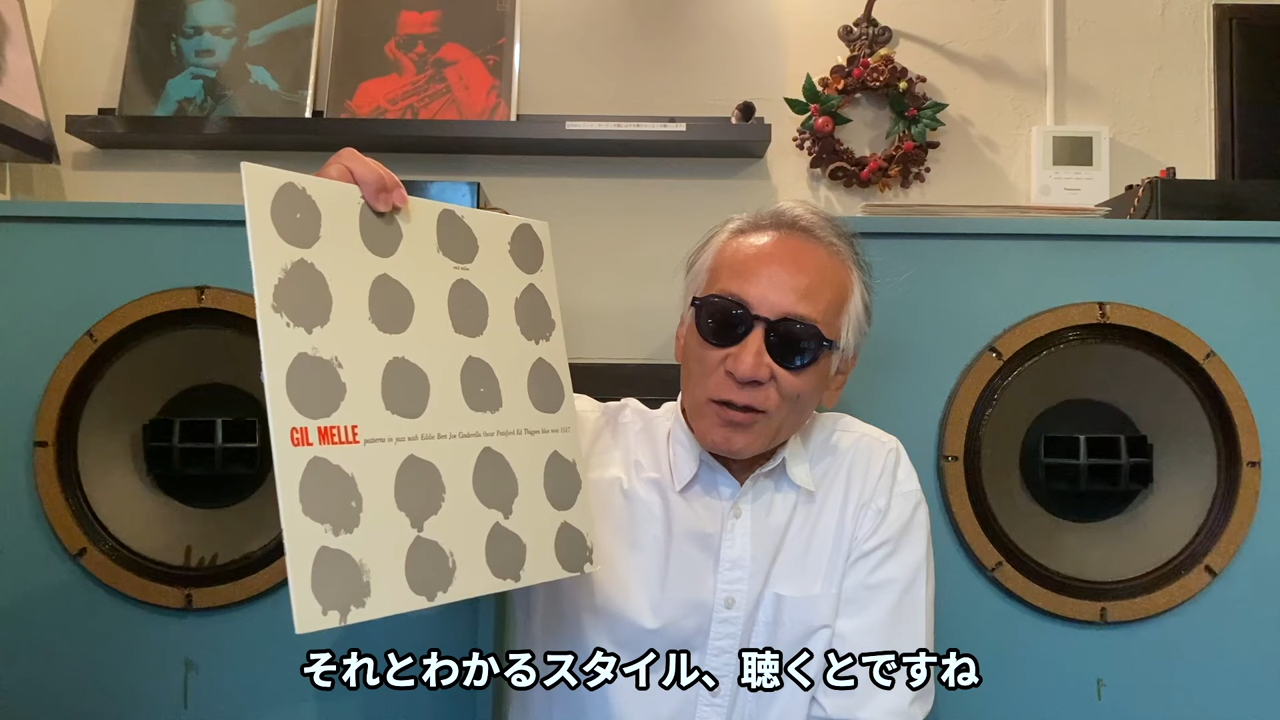 GIL MELLE patterns in jazz with Eddie Bert Joe Cinderella Oscar Pettiford Ed Thigpen blue note 1517
それとわかるスタイル、聴くとですね